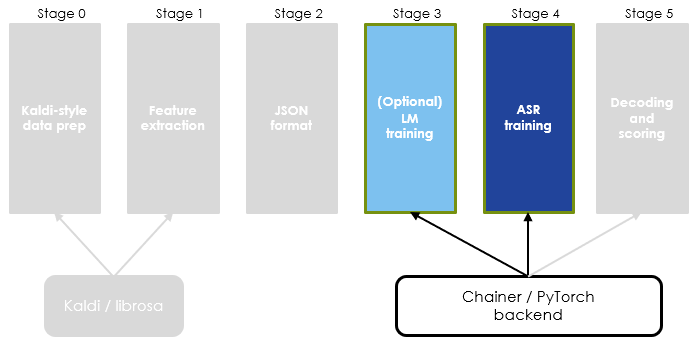 Stage 0
Stage 1
Stage 2
Stage 3
Stage 4
Stage 5
Kaldi-style
data prep
Feature
extraction
JSON
format
(Optional)
LM
training
ASR
training
Decoding
and
scoring
Kaldi / librosa
Chainer / PyTorch
backend